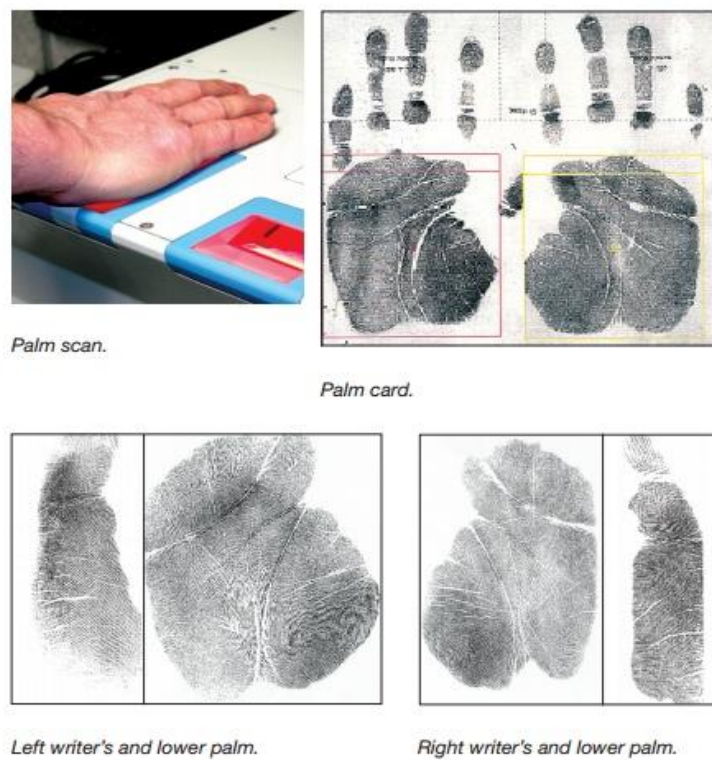 Palm scan.
Palm card.
Left writer's and lower palm.
Right writer's and lower palm.